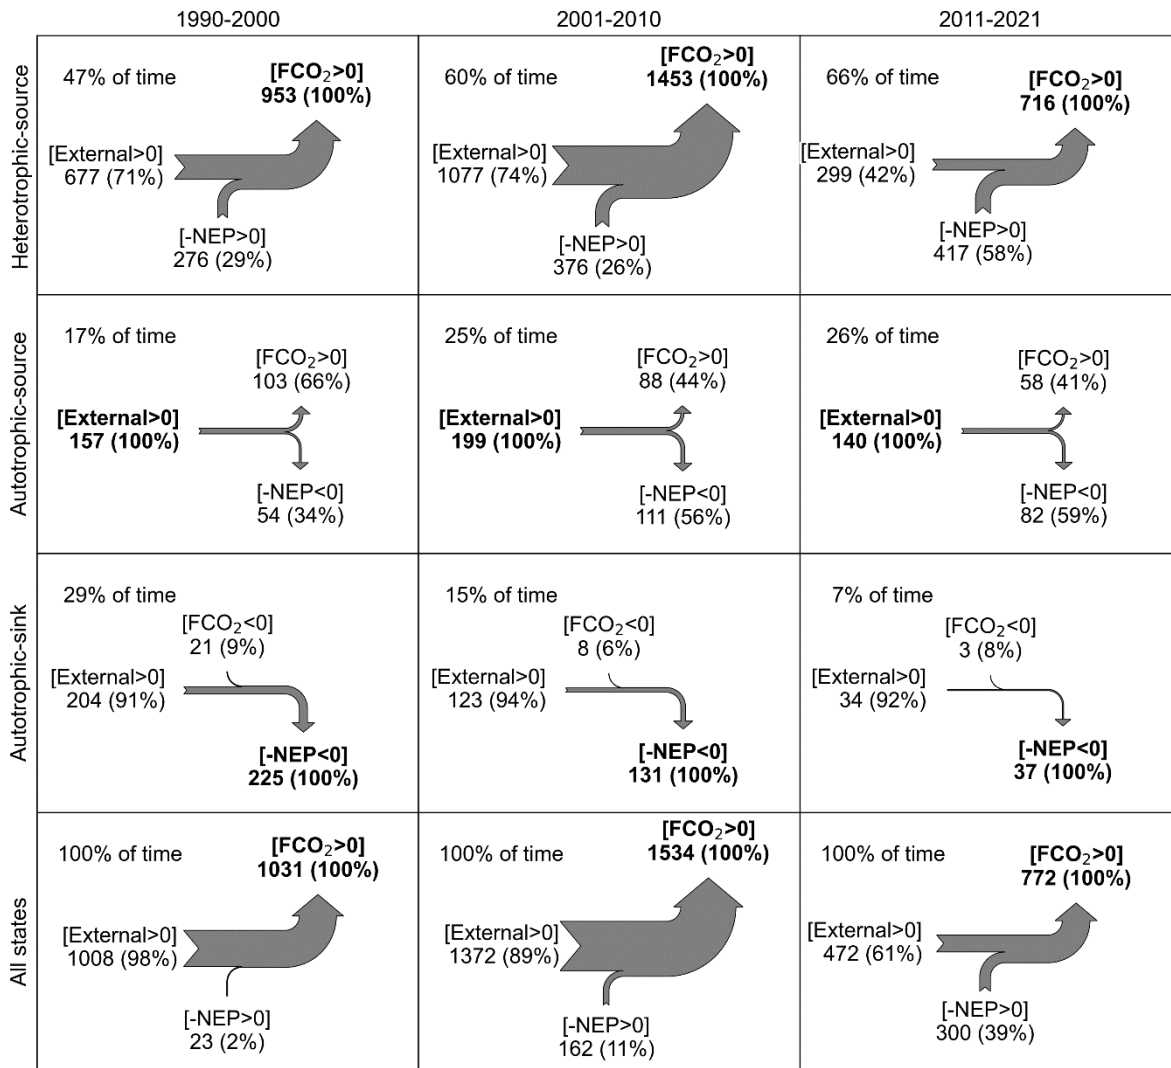 1990-2000
2001-2010
2011-2021
Heterotrophic-source
47% of time
[FCO₂>0]
953 (100%)
[External>0]
677 (71%)
[-NEP>0]
276 (29%)
60% of time
[FCO₂>0]
1453 (100%)
[External>0]
1077 (74%)
[-NEP>0]
376 (26%)
66% of time
[FCO₂>0]
716 (100%)
[External>0]
299 (42%)
[-NEP>0]
417 (58%)
Autotrophic-source
17% of time
[FCO₂>0]
103 (66%)
[External>0]
157 (100%)
[-NEP<0]
54 (34%)
25% of time
[FCO₂>0]
88 (44%)
[External>0]
199 (100%)
[-NEP<0]
111 (56%)
26% of time
[FCO₂>0]
58 (41%)
[External>0]
140 (100%)
[-NEP<0]
82 (59%)
Autotrophic-sink
29% of time
[FCO₂<0]
21 (9%)
[External>0]
204 (91%)
[-NEP<0]
225 (100%)
15% of time
[FCO₂<0]
8 (6%)
[External>0]
123 (94%)
[-NEP<0]
131 (100%)
7% of time
[FCO₂<0]
3 (8%)
[External>0]
34 (92%)
[-NEP<0]
37 (100%)
All states
100% of time
[FCO₂>0]
1031 (100%)
[External>0]
1008 (98%)
[-NEP>0]
23 (2%)
100% of time
[FCO₂>0]
1534 (100%)
[External>0]
1372 (89%)
[-NEP>0]
162 (11%)
100% of time
[FCO₂>0]
772 (100%)
[External>0]
472 (61%)
[-NEP>0]
300 (39%)